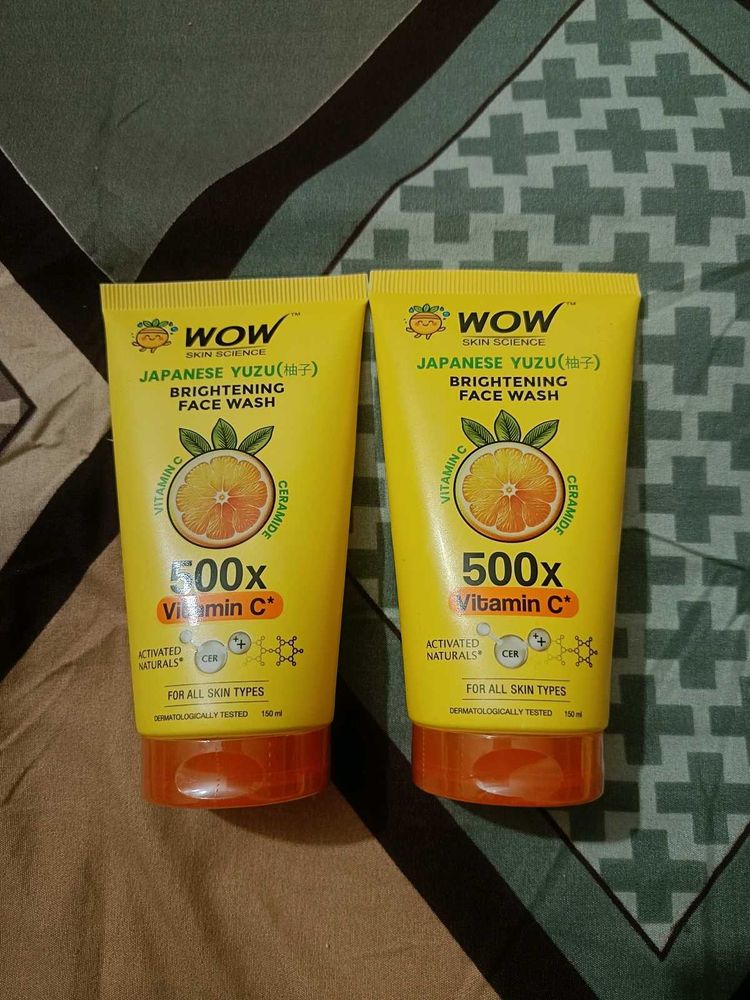 WOW™
SKIN SCIENCE
JAPANESE YUZU(柚子)
BRIGHTENING
FACE WASH
VITAMIN C
CERAMIDE
500x
Vitamin C*
ACTIVATED
NATURALS*
CER
++
FOR ALL SKIN TYPES
DERMATOLOGICALLY TESTED 150 ml
WOW™
SKIN SCIENCE
JAPANESE YUZU(柚子)
BRIGHTENING
FACE WASH
VITAMIN C
CERAMIDE
500x
Vitamin C*
ACTIVATED
NATURALS*
CER
++
FOR ALL SKIN TYPES
DERMATOLOGICALLY TESTED 150 ml